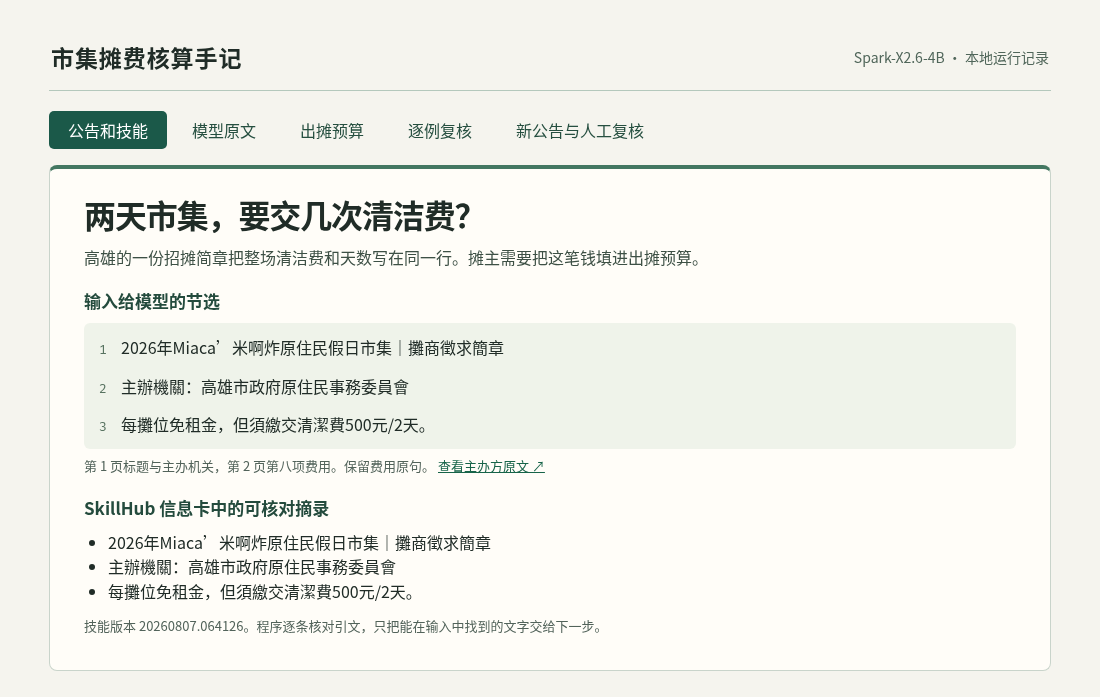 市集摊费核算手记
Spark-X2.6-4B · 本地运行记录
公告和技能 模型原文 出摊预算 逐例复核 新公告与人工复核
两天市集，要交几次清洁费？
高雄的一份招摊简章把整场清洁费和天数写在同一行。摊主需要把这笔钱填进出摊预算。
输入给模型的节选
1 2026年Miaca’米啊炸原住民假日市集｜攤商徵求簡章
2 主辦機關：高雄市政府原住民事務委員會
3 每攤位免租金，但須繳交清潔費500元/2天。
第 1 页标题与主办机关，第 2 页第八项费用。保留费用原句。 查看主办方原文 ↗
SkillHub 信息卡中的可核对摘录
• 2026年Miaca’米啊炸原住民假日市集｜攤商徵求簡章
• 主辦機關：高雄市政府原住民事務委員會
• 每攤位免租金，但須繳交清潔費500元/2天。
技能版本 20260807.064126。程序逐条核对引文，只把能在输入中找到的文字交给下一步。